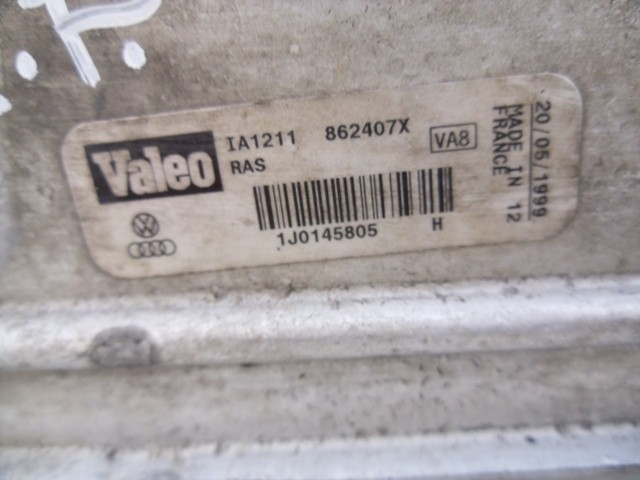 Valeo
IA1211 862407X VA8
RAS
1J0145805 H
20/05/1999
MADE IN 12
FRANCE